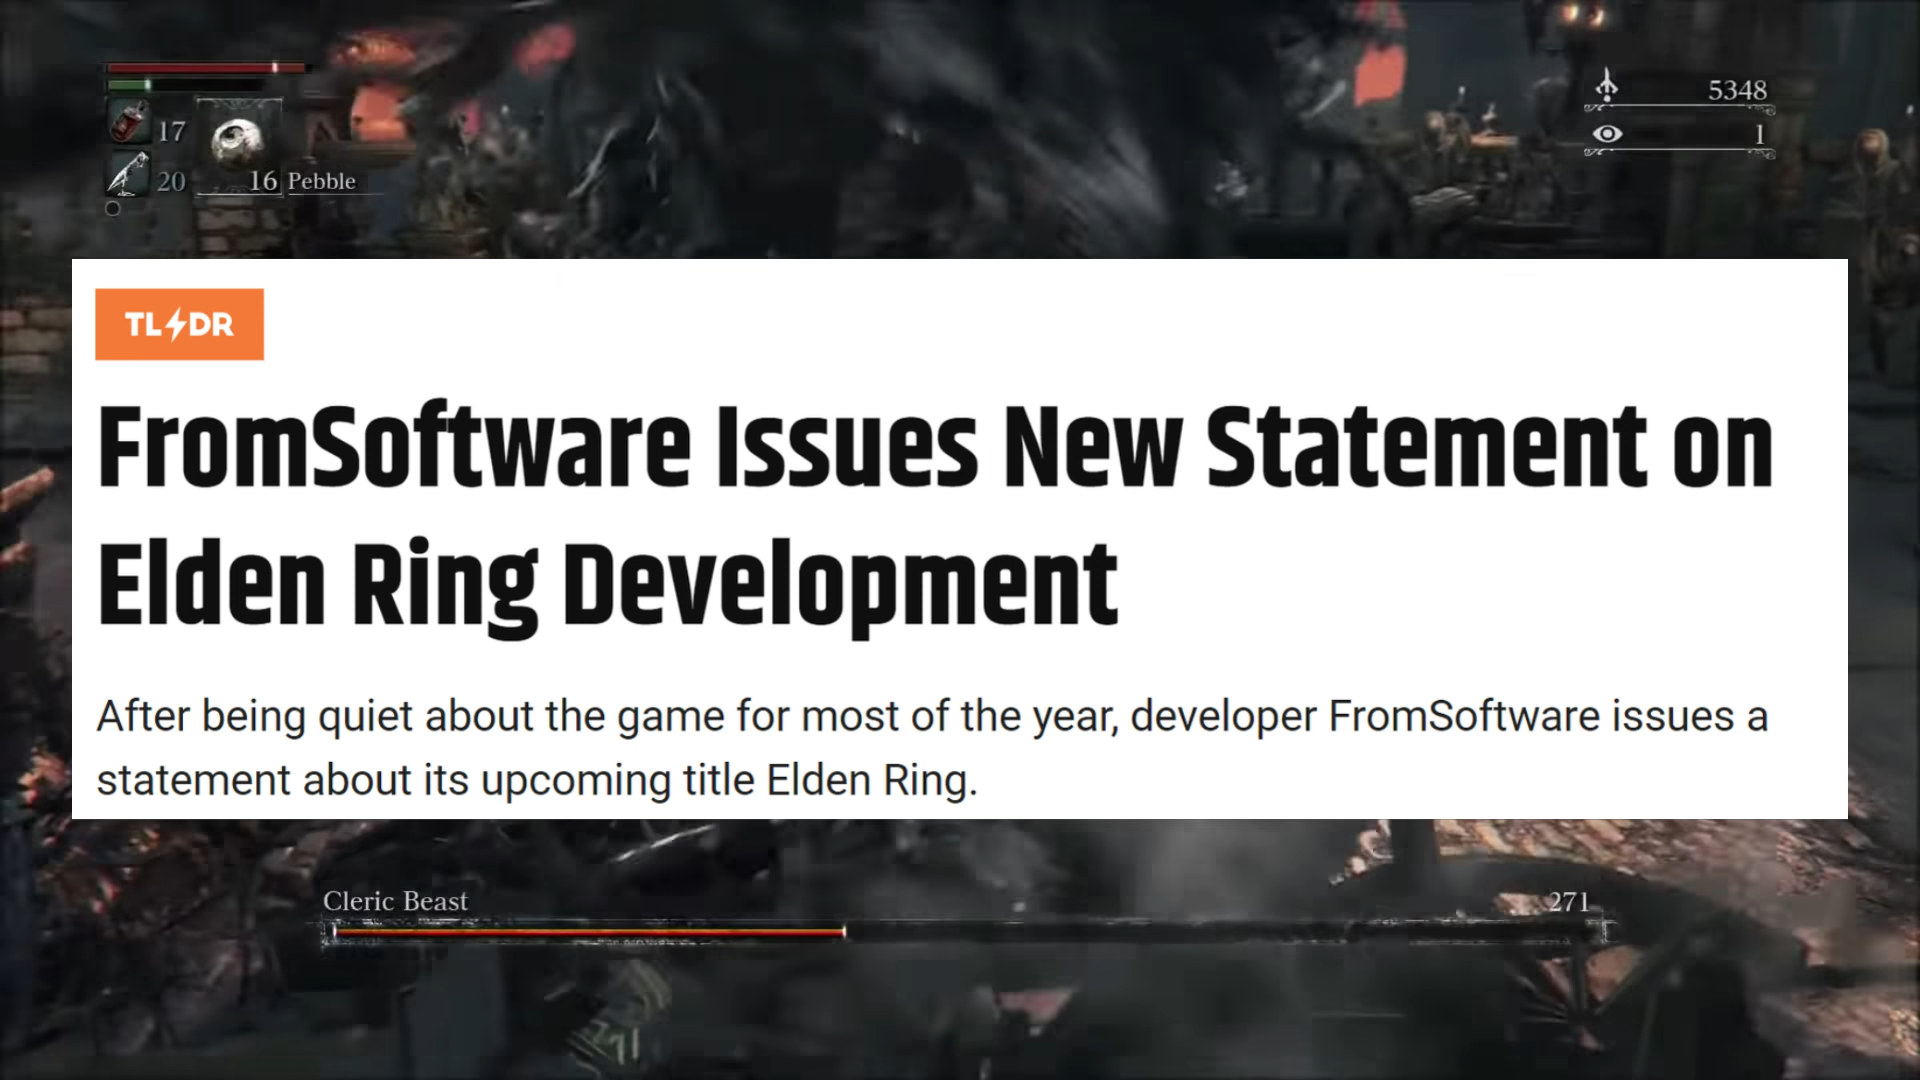 5348
17
1
20
16 Pebble
TL DR
FromSoftware Issues New Statement on
Elden Ring Development
After being quiet about the game for most of the year, developer FromSoftware issues a
statement about its upcoming title Elden Ring.
Cleric Beast
271